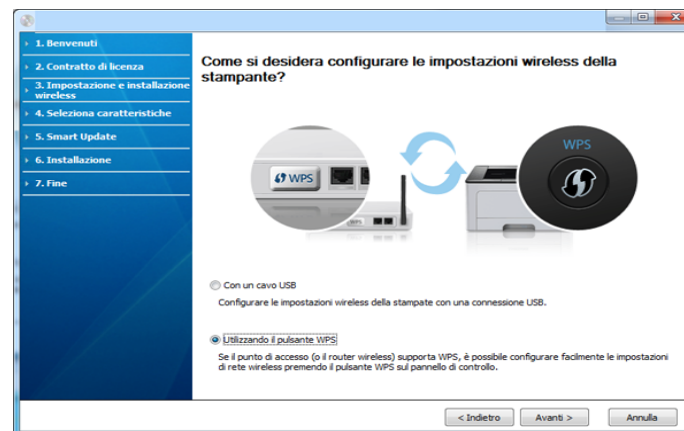 1. Benvenuti
2. Contratto di licenza
3. Impostazione e installazione
wireless
4. Seleziona caratteristiche
5. Smart Update
6. Installazione
7. Fine
Come si desidera configurare le impostazioni wireless della
stampante?
WPS
WPS
WPS
Con un cavo USB
Configurare le impostazioni wireless della stampate con una connessione USB.
Utilizzando il pulsante WPS
Se il punto di accesso (o il router wireless) supporta WPS, è possibile configurare facilmente le impostazioni
di rete wireless premendo il pulsante WPS sul pannello di controllo.
< Indietro
Avanti >
Annulla